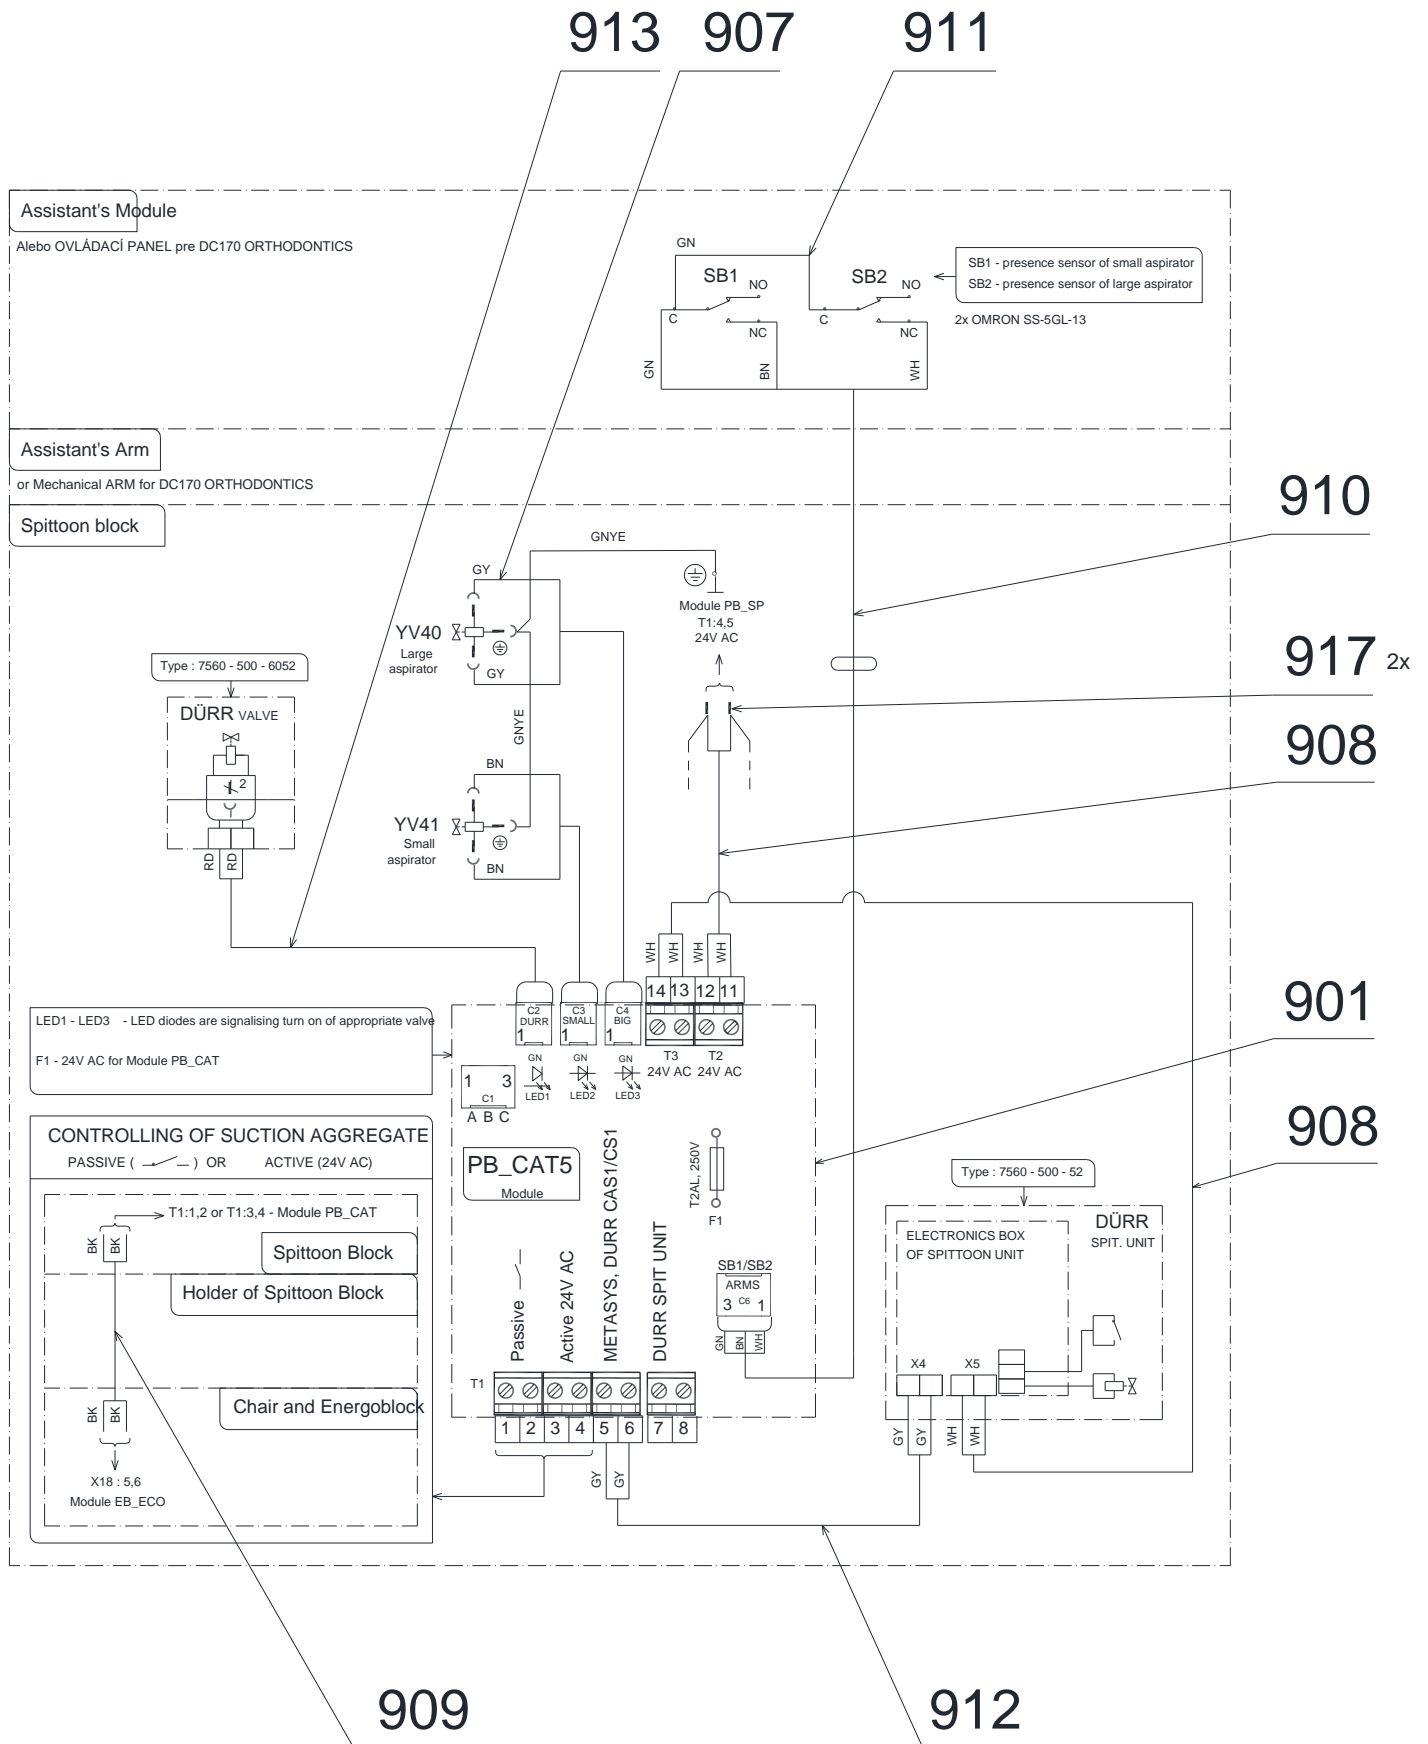 913
907
911
Assistant's Module
Alebo OVLÁDACÍ PANEL pre DC170 ORTHODONTICS
GN
SB1
NO
C
NC
SB2
NO
C
NC
GN
BN
WH
SB1 - presence sensor of small aspirator
SB2 - presence sensor of large aspirator
2x OMRON SS-5GL-13
Assistant's Arm
or Mechanical ARM for DC170 ORTHODONTICS
910
Spittoon block
GNYE
GY
YV40
Large
aspirator
GY
GNYE
Module PB_SP
T1:4,5
24V AC
917 2x
908
Type : 7560 - 500 - 6052
DÜRR VALVE
2
RD
RD
BN
YV41
Small
aspirator
BN
WH
WH
WH
WH
14
13
12
11
T3
24V AC
T2
24V AC
901
LED1 - LED3 - LED diodes are signalising turn on of appropriate valve
F1 - 24V AC for Module PB_CAT
C2
DURR
1
C3
SMALL
1
C4
BIG
1
GN
LED1
GN
LED2
GN
LED3
1
3
C1
A B C
908
CONTROLLING OF SUCTION AGGREGATE
PASSIVE ( ) OR ACTIVE (24V AC)
T1:1,2 or T1:3,4 - Module PB_CAT
BK
BK
Spittoon Block
Holder of Spittoon Block
BK
BK
Chair and Energoblock
X18 : 5,6
Module EB_ECO
PB_CAT5
Module
T2AL, 250V
F1
Passive
Active 24V AC
METASYS, DURR CAS1/CS1
DURR SPIT UNIT
SB1/SB2
ARMS
3 C6 1
GN
BN
WH
T1
1
2
3
4
5
6
7
8
GY
GY
Type : 7560 - 500 - 52
DÜRR
SPIT. UNIT
ELECTRONICS BOX
OF SPITTOON UNIT
X4
X5
GY
GY
WH
WH
909
912